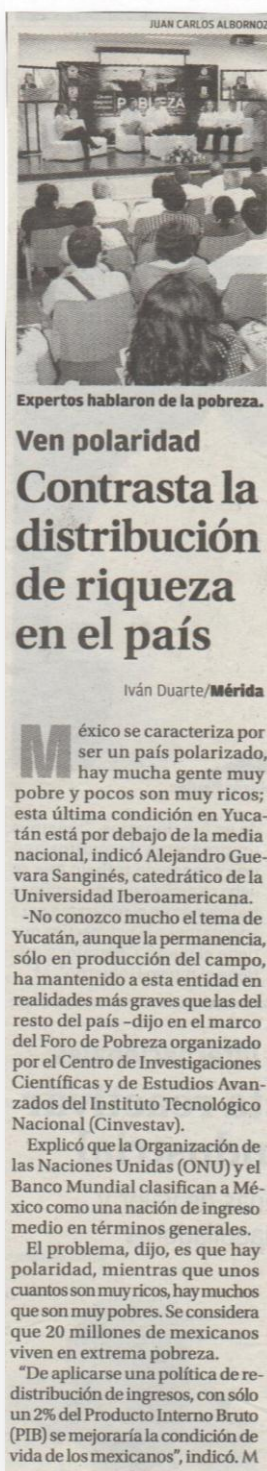 JUAN CARLOS ALBORNOZ
POBREZA
Expertos hablaron de la pobreza.
Ven polaridad
Contrasta la
distribución
de riqueza
en el país
Iván Duarte/Mérida
México se caracteriza por
ser un país polarizado,
hay mucha gente muy
pobre y pocos son muy ricos;
esta última condición en Yuca-
tán está por debajo de la media
nacional, indicó Alejandro Gue-
vara Sanginés, catedrático de la
Universidad Iberoamericana.
-No conozco mucho el tema de
Yucatán, aunque la permanencia,
sólo en producción del campo,
ha mantenido a esta entidad en
realidades más graves que las del
resto del país –dijo en el marco
del Foro de Pobreza organizado
por el Centro de Investigaciones
Científicas y de Estudios Avan-
zados del Instituto Tecnológico
Nacional (Cinvestav).
Explicó que la Organización de
las Naciones Unidas (ONU) y el
Banco Mundial clasifican a Mé-
xico como una nación de ingreso
medio en términos generales.
El problema, dijo, es que hay
polaridad, mientras que unos
cuantos son muy ricos, hay muchos
que son muy pobres. Se considera
que 20 millones de mexicanos
viven en extrema pobreza.
“De aplicarse una política de re-
distribución de ingresos, con sólo
un 2% del Producto Interno Bruto
(PIB) se mejoraría la condición de
vida de los mexicanos”, indicó. M